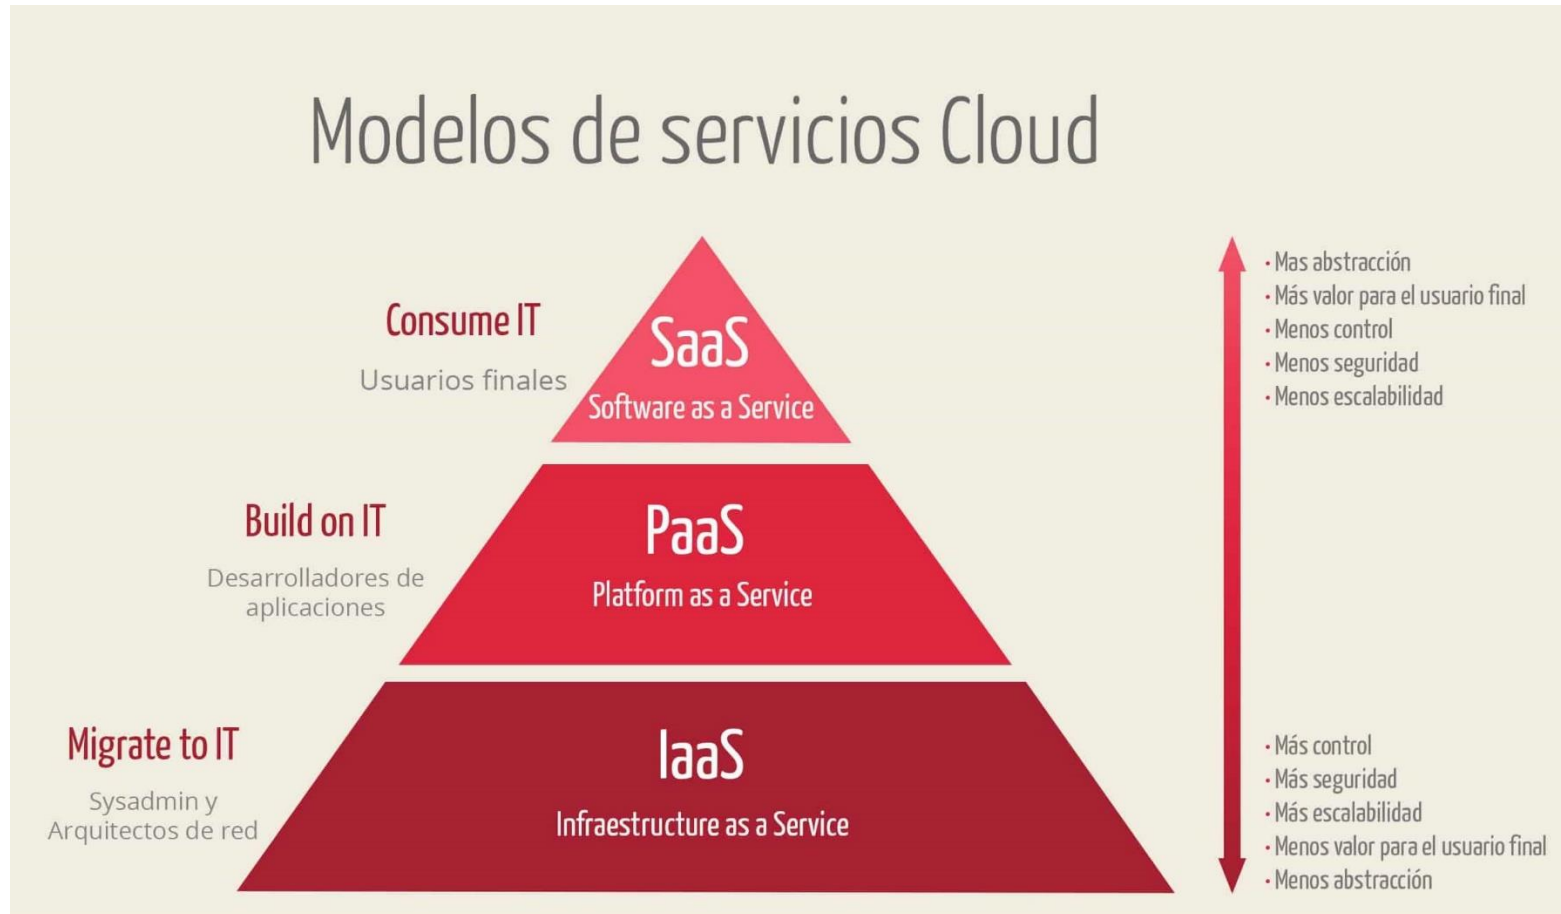 Modelos de servicios Cloud
Consume IT
Usuarios finales
SaaS
Software as a Service
• Mas abstracción
• Más valor para el usuario final
• Menos control
• Menos seguridad
• Menos escalabilidad
Build on IT
Desarrolladores de
aplicaciones
PaaS
Platform as a Service
Migrate to IT
Sysadmin y
Arquitectos de red
IaaS
Infraestructure as a Service
• Más control
• Más seguridad
• Más escalabilidad
• Menos valor para el usuario final
• Menos abstracción